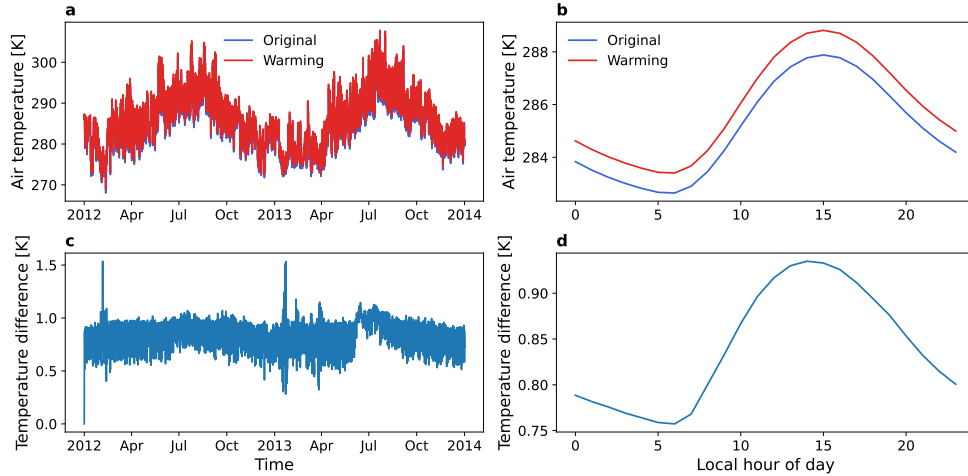 a
Air temperature [K]
300
290
280
270
Original
Warming
2012
Apr
Jul
Oct
2013
Apr
Jul
Oct
2014
b
Air temperature [K]
288
286
284
Original
Warming
0
5
10
15
20
c
Temperature difference [K]
1.5
1.0
0.5
0.0
2012
Apr
Jul
Oct
2013
Apr
Jul
Oct
2014
Time
d
Temperature difference [K]
0.90
0.85
0.80
0.75
0
5
10
15
20
Local hour of day